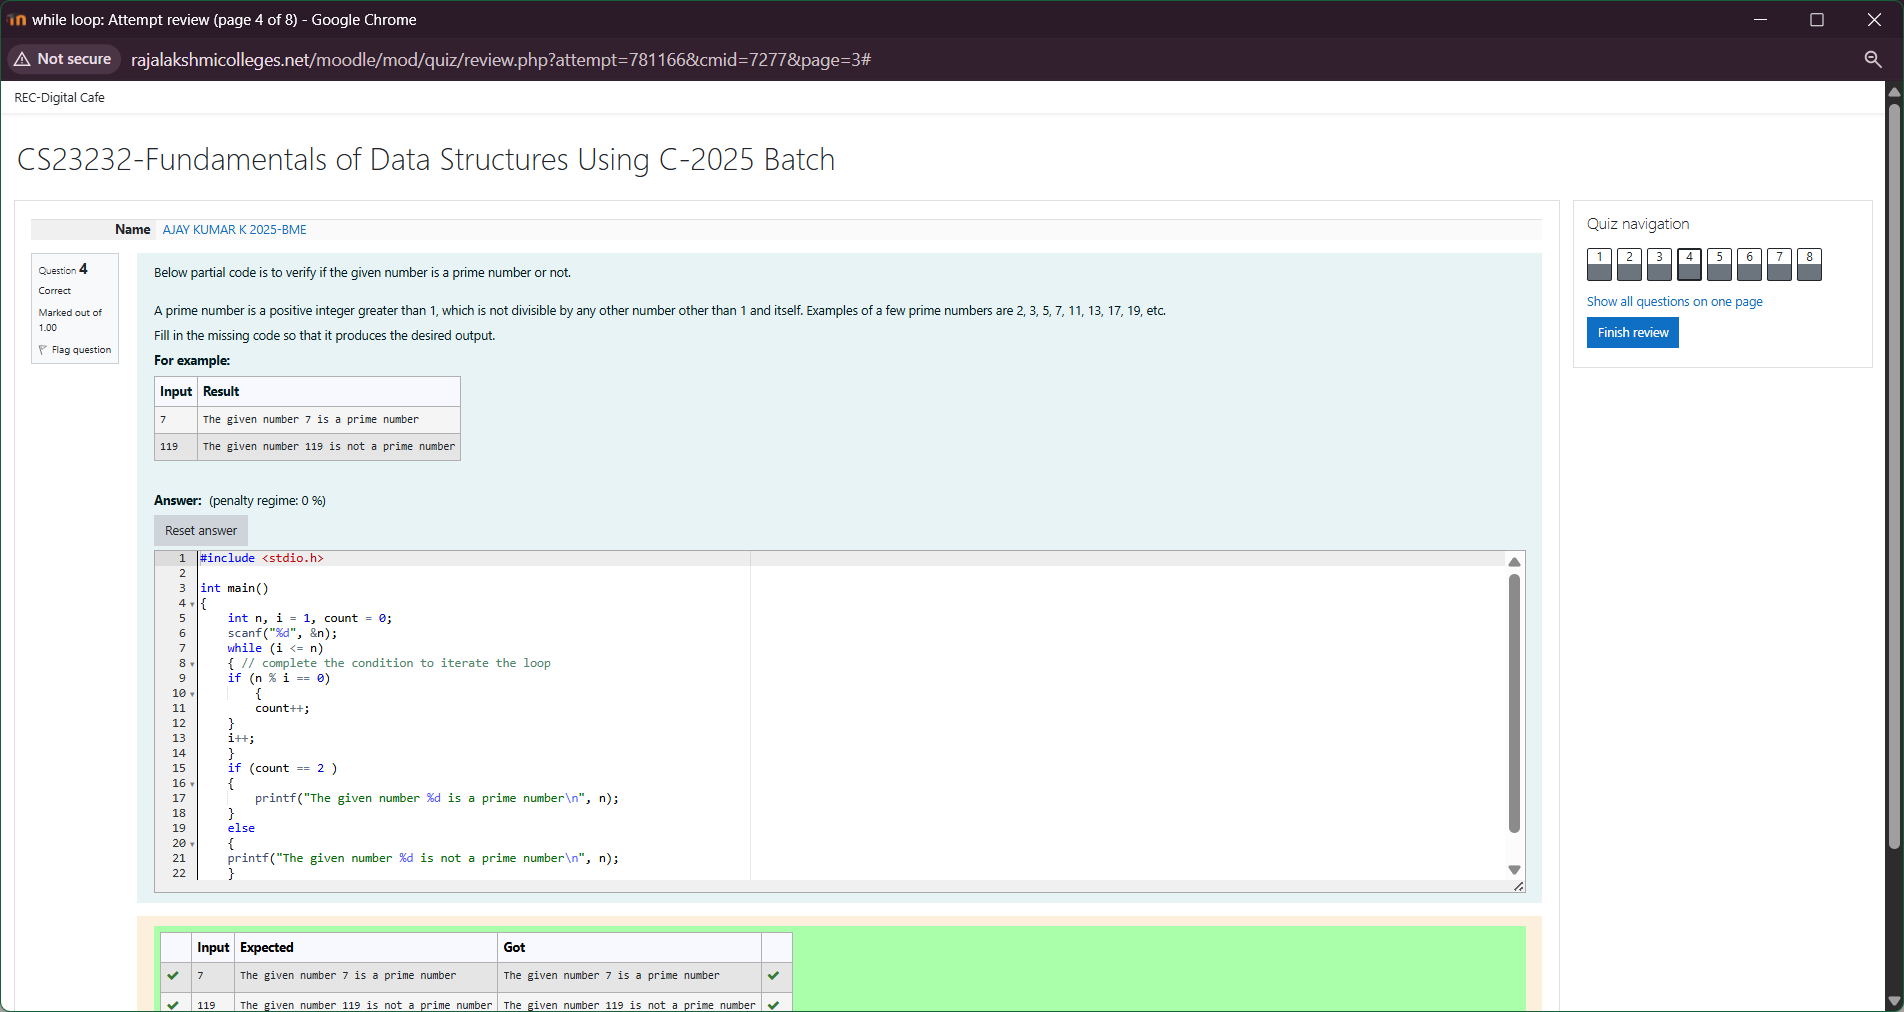 while loop: Attempt review (page 4 of 8) - Google Chrome
Not secure
rajalakshmicolleges.net/moodle/mod/quiz/review.php?attempt=781166&cmid=7277&page=3#
REC-Digital Cafe
CS23232-Fundamentals of Data Structures Using C-2025 Batch
Name AJAY KUMAR K 2025-BME
Question 4
Correct
Marked out of
1.00
Flag question
Below partial code is to verify if the given number is a prime number or not.
A prime number is a positive integer greater than 1, which is not divisible by any other number other than 1 and itself. Examples of a few prime numbers are 2, 3, 5, 7, 11, 13, 17, 19, etc.
Fill in the missing code so that it produces the desired output.
For example:
Input Result
7 The given number 7 is a prime number
119 The given number 119 is not a prime number
Answer: (penalty regime: 0 %)
Reset answer
1 #include <stdio.h>
2
3 int main()
4 {
5 int n, i = 1, count = 0;
6 scanf("%d", &n);
7 while (i <= n)
8 { // complete the condition to iterate the loop
9 if (n % i == 0)
10 {
11 count++;
12 }
13 i++;
14 }
15 if (count == 2 )
16 {
17 printf("The given number %d is a prime number\n", n);
18 }
19 else
20 {
21 printf("The given number %d is not a prime number\n", n);
22 }
Input Expected Got
7 The given number 7 is a prime number The given number 7 is a prime number
119 The given number 119 is not a prime number The given number 119 is not a prime number
Quiz navigation
1 2 3 4 5 6 7 8
Show all questions on one page
Finish review